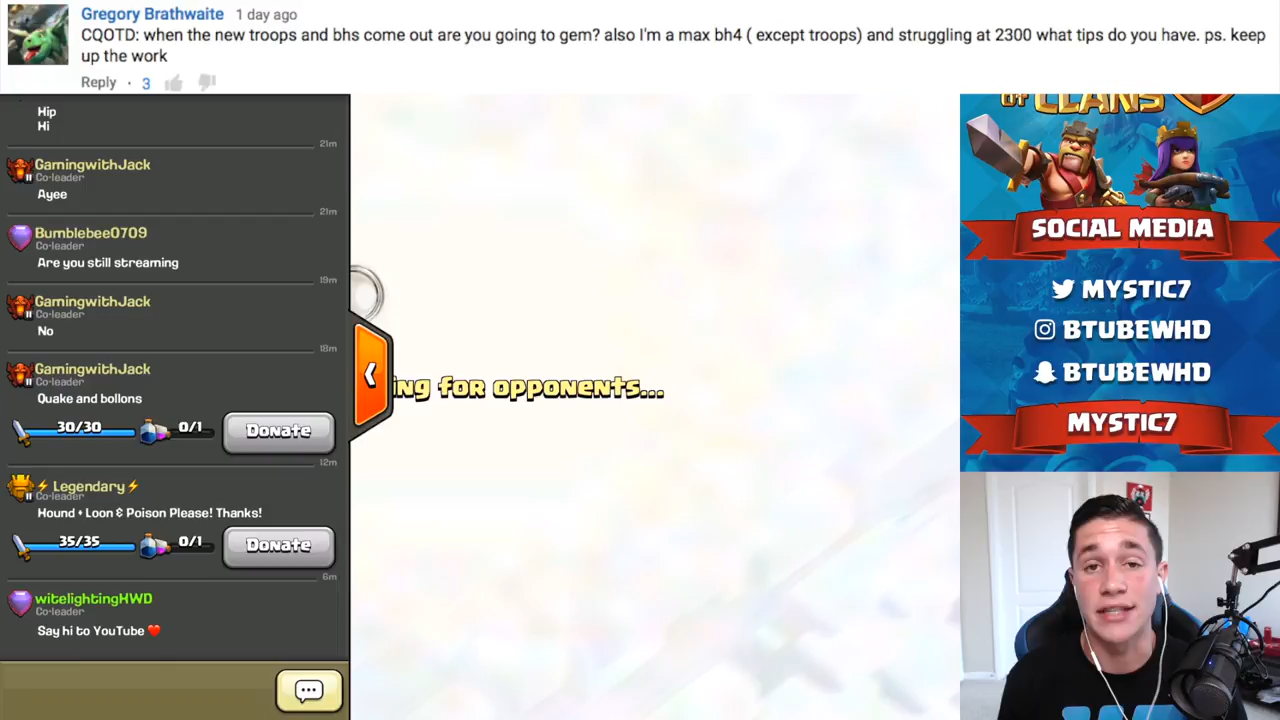 Gregory Brathwaite 1 day ago
CQOTD: when the new troops and bhs come out are you going to gem? also I'm a max bh4 ( except troops) and struggling at 2300 what tips do you have. ps. keep
up the work
Reply · 3
Hip
Hi
21m
GamingwithJack
Co-leader
Ayee
21m
Bumblebee0709
Co-leader
Are you still streaming
19m
GamingwithJack
Co-leader
No
18m
GamingwithJack
Co-leader
Quake and bollons
30/30 0/1 Donate
12m
⚡ Legendary ⚡
Co-leader
Hound + Loon & Poison Please! Thanks!
35/35 0/1 Donate
6m
witelightingHWD
Co-leader
Say hi to YouTube ❤️
ing for opponents...
OF CLANS
SOCIAL MEDIA
MYSTIC7
BTUBEWHD
BTUBEWHD
MYSTIC7